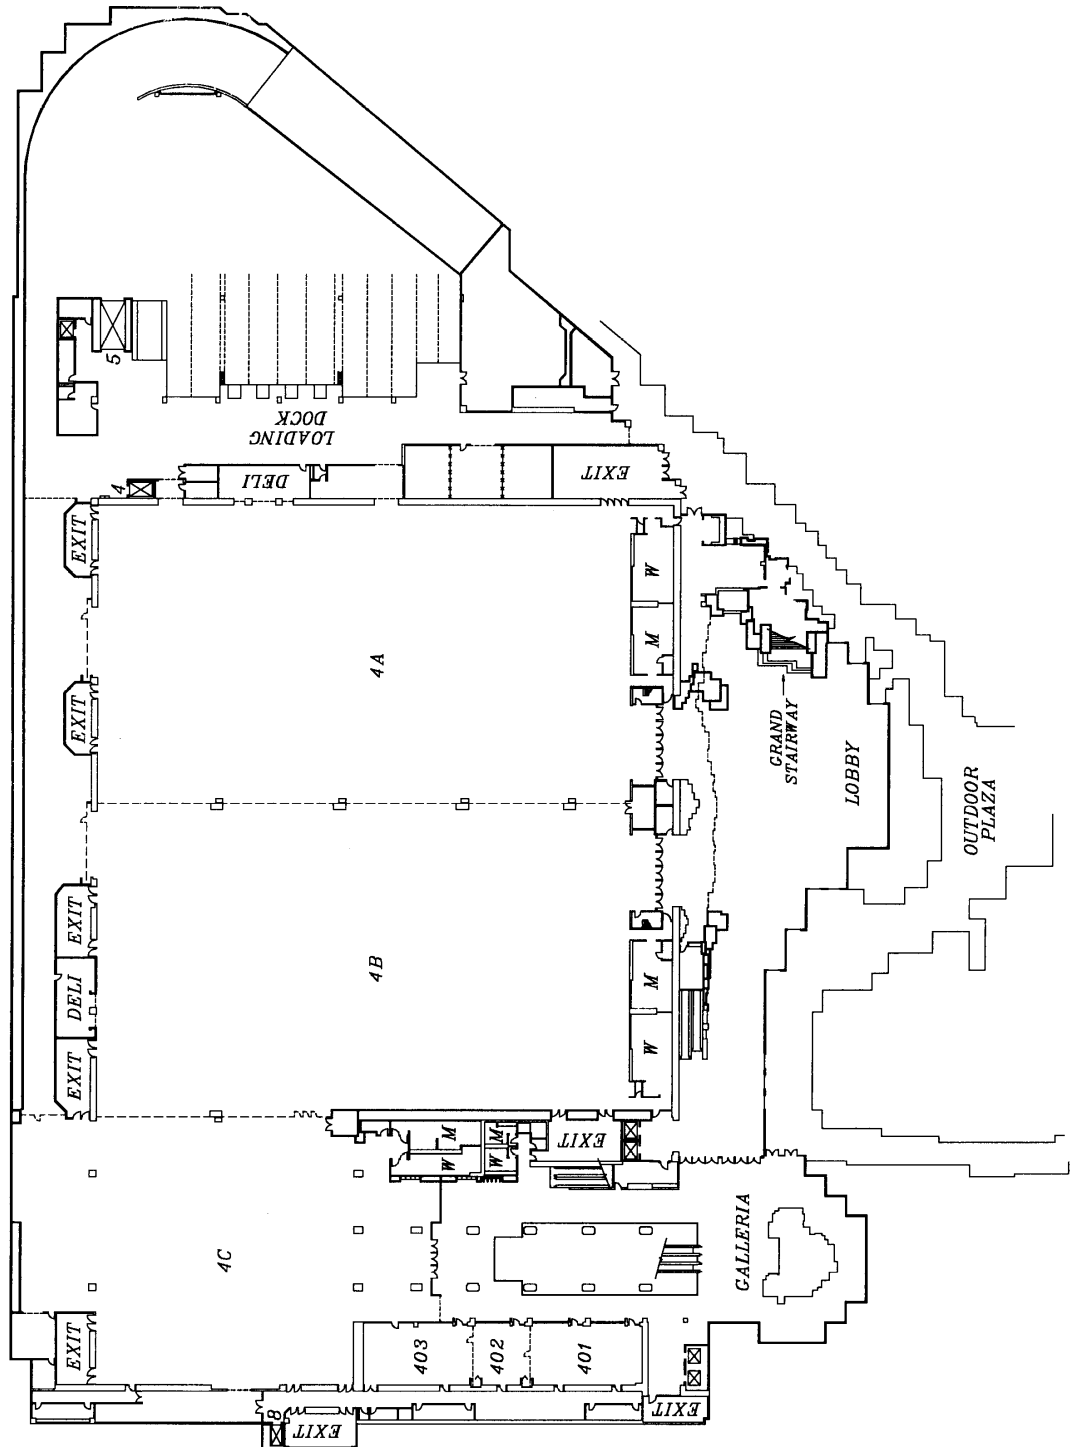 5
LOADING
DOCK
4
DELI
EXIT
EXIT
W
M
4A
EXIT
GRAND
STAIRWAY
LOBBY
OUTDOOR
PLAZA
EXIT
DELI
EXIT
4B
M
W
M
W
M
W
EXIT
4C
GALLERIA
EXIT
403
402
401
8
EXIT
EXIT